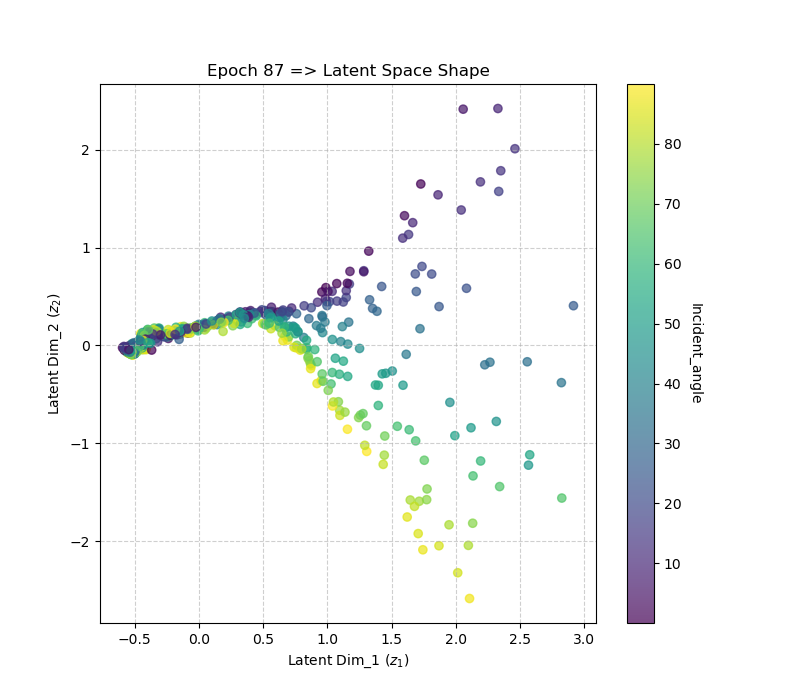 Epoch 87 => Latent Space Shape
2
1
0
−1
−2
Latent Dim_2 (z₂)
−0.5 0.0 0.5 1.0 1.5 2.0 2.5 3.0
Latent Dim_1 (z₁)
80
70
60
50
40
30
20
10
Incident_angle